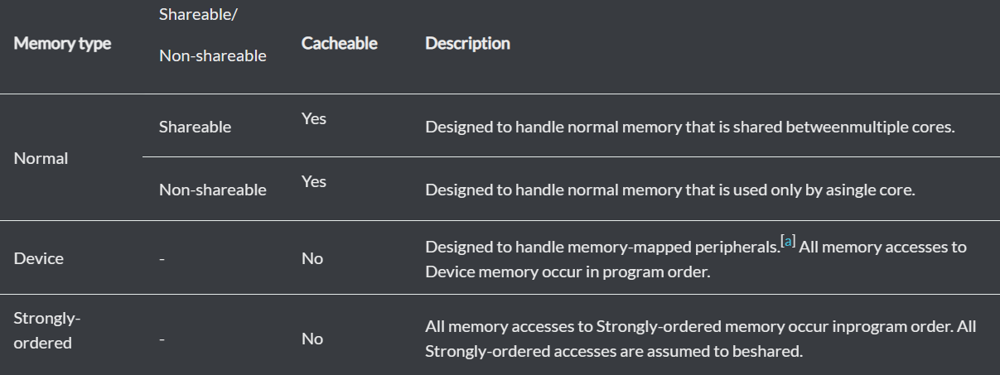 Memory type
Shareable/
Non-shareable
Cacheable
Description
Normal
Shareable
Yes
Designed to handle normal memory that is shared betweenmultiple cores.
Non-shareable
Yes
Designed to handle normal memory that is used only by asingle core.
Device
-
No
Designed to handle memory-mapped peripherals.[a] All memory accesses to
Device memory occur in program order.
Strongly-
ordered
-
No
All memory accesses to Strongly-ordered memory occur inprogram order. All
Strongly-ordered accesses are assumed to beshared.